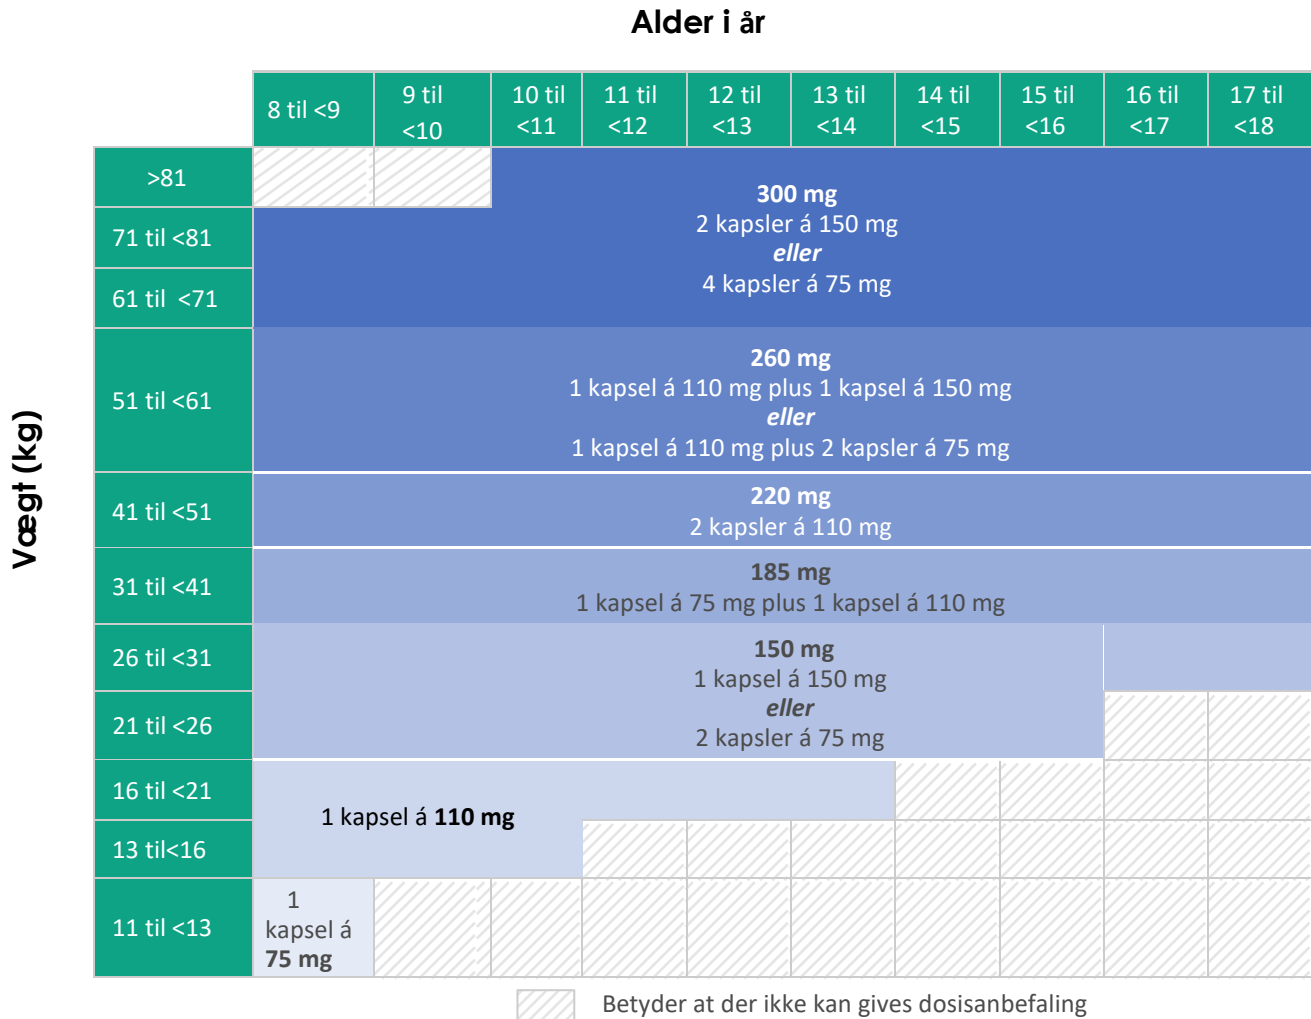 Alder i år
8 til <9
9 til
<10
10 til
<11
11 til
<12
12 til
<13
13 til
<14
14 til
<15
15 til
<16
16 til
<17
17 til
<18
Vægt (kg)
>81
71 til <81
61 til <71
300 mg
2 kapsler á 150 mg
eller
4 kapsler á 75 mg
51 til <61
260 mg
1 kapsel á 110 mg plus 1 kapsel á 150 mg
eller
1 kapsel á 110 mg plus 2 kapsler á 75 mg
41 til <51
220 mg
2 kapsler á 110 mg
31 til <41
185 mg
1 kapsel á 75 mg plus 1 kapsel á 110 mg
26 til <31
21 til <26
150 mg
1 kapsel á 150 mg
eller
2 kapsler á 75 mg
16 til <21
13 til<16
1 kapsel á 110 mg
11 til <13
1
kapsel á
75 mg
Betyder at der ikke kan gives dosisanbefaling